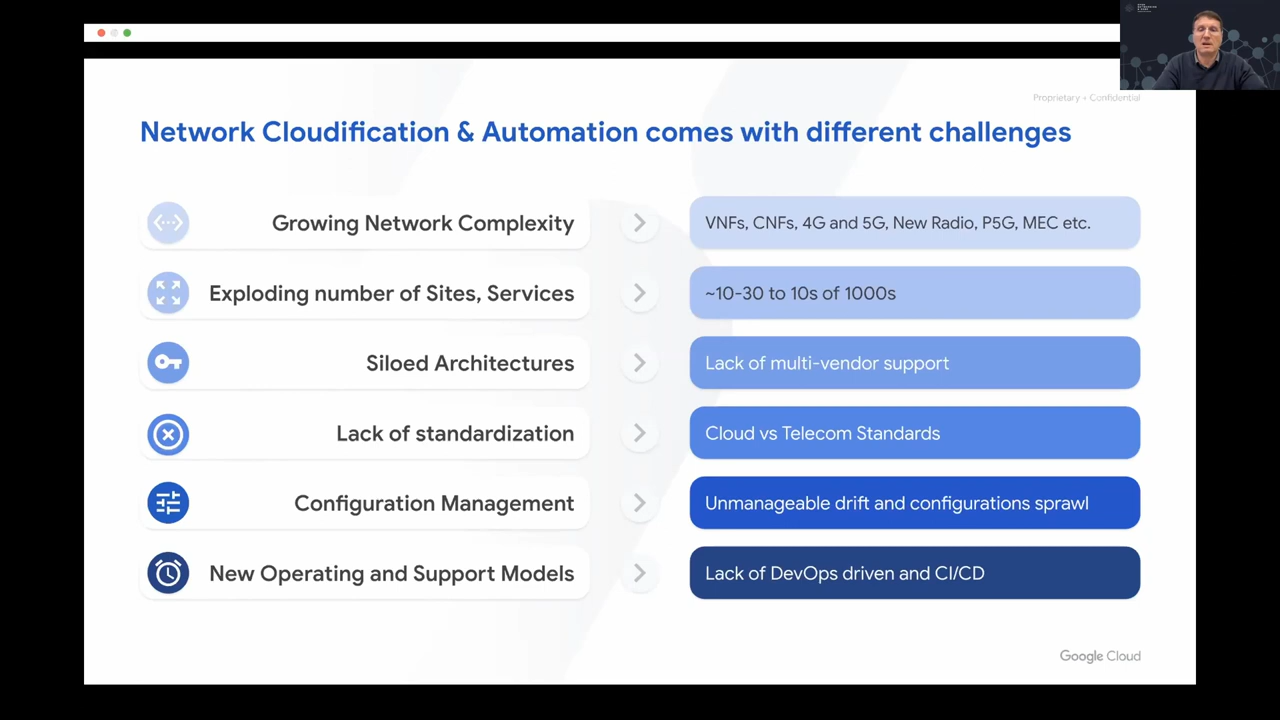 Proprietary + Confidential
Network Cloudification & Automation comes with different challenges
Growing Network Complexity
VNFs, CNFs, 4G and 5G, New Radio, P5G, MEC etc.
Exploding number of Sites, Services
~10-30 to 10s of 1000s
Siloed Architectures
Lack of multi-vendor support
Lack of standardization
Cloud vs Telecom Standards
Configuration Management
Unmanageable drift and configurations sprawl
New Operating and Support Models
Lack of DevOps driven and CI/CD
Google Cloud